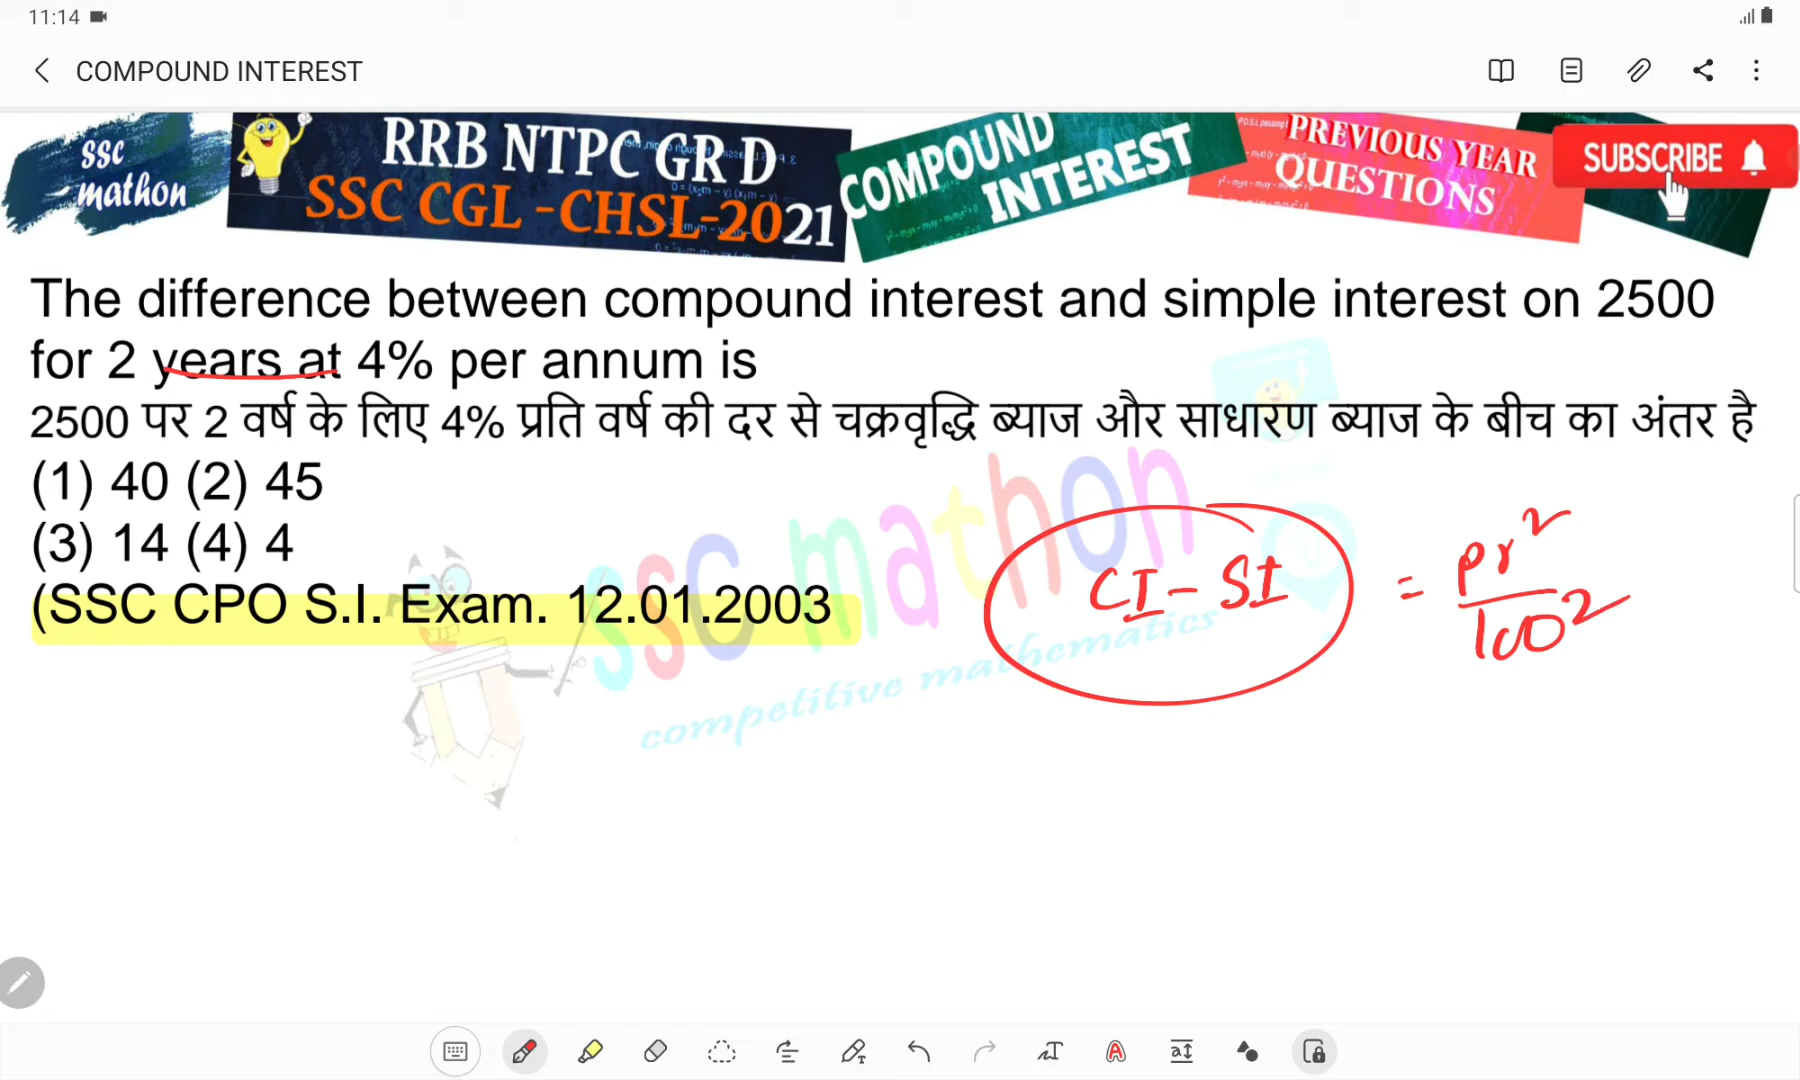 11:14
COMPOUND INTEREST
SSC
mathon
RRB NTPC GR D
SSC CGL -CHSL-2021
COMPOUND
INTEREST
PREVIOUS YEAR
QUESTIONS
SUBSCRIBE
The difference between compound interest and simple interest on 2500
for 2 years at 4% per annum is
2500 पर 2 वर्ष के लिए 4% प्रति वर्ष की दर से चक्रवृद्धि ब्याज और साधारण ब्याज के बीच का अंतर है
(1) 40 (2) 45
(3) 14 (4) 4
(SSC CPO S.I. Exam. 12.01.2003
CI - SI = pr²/100²
ssc mathon
competitive mathematics